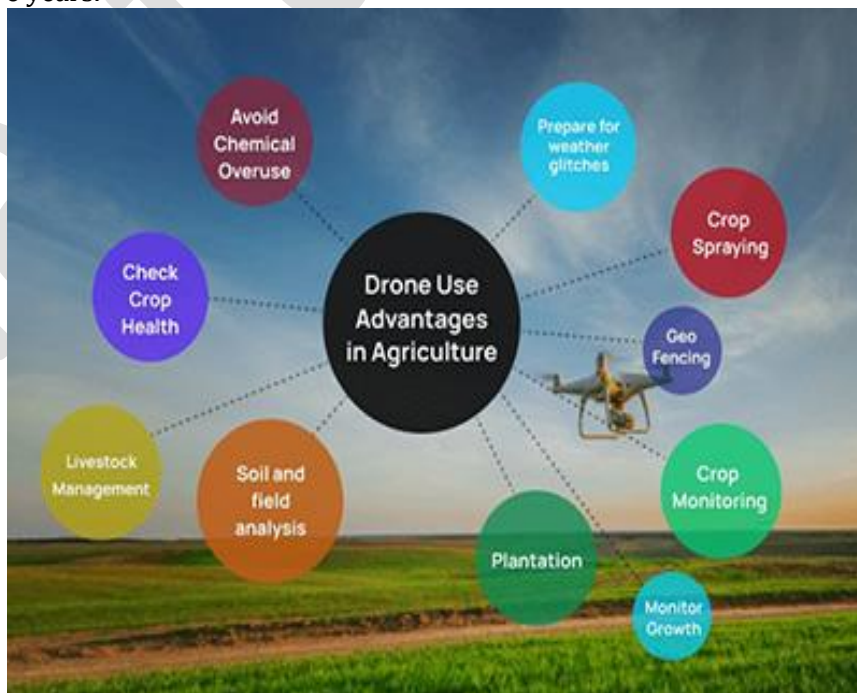 Drone Use
Advantages
in Agriculture
Avoid
Chemical
Overuse
Prepare for
weather
glitches
Crop
Spraying
Geo
Fencing
Crop
Monitoring
Monitor
Growth
Plantation
Soil and
field
analysis
Livestock
Management
Check
Crop
Health